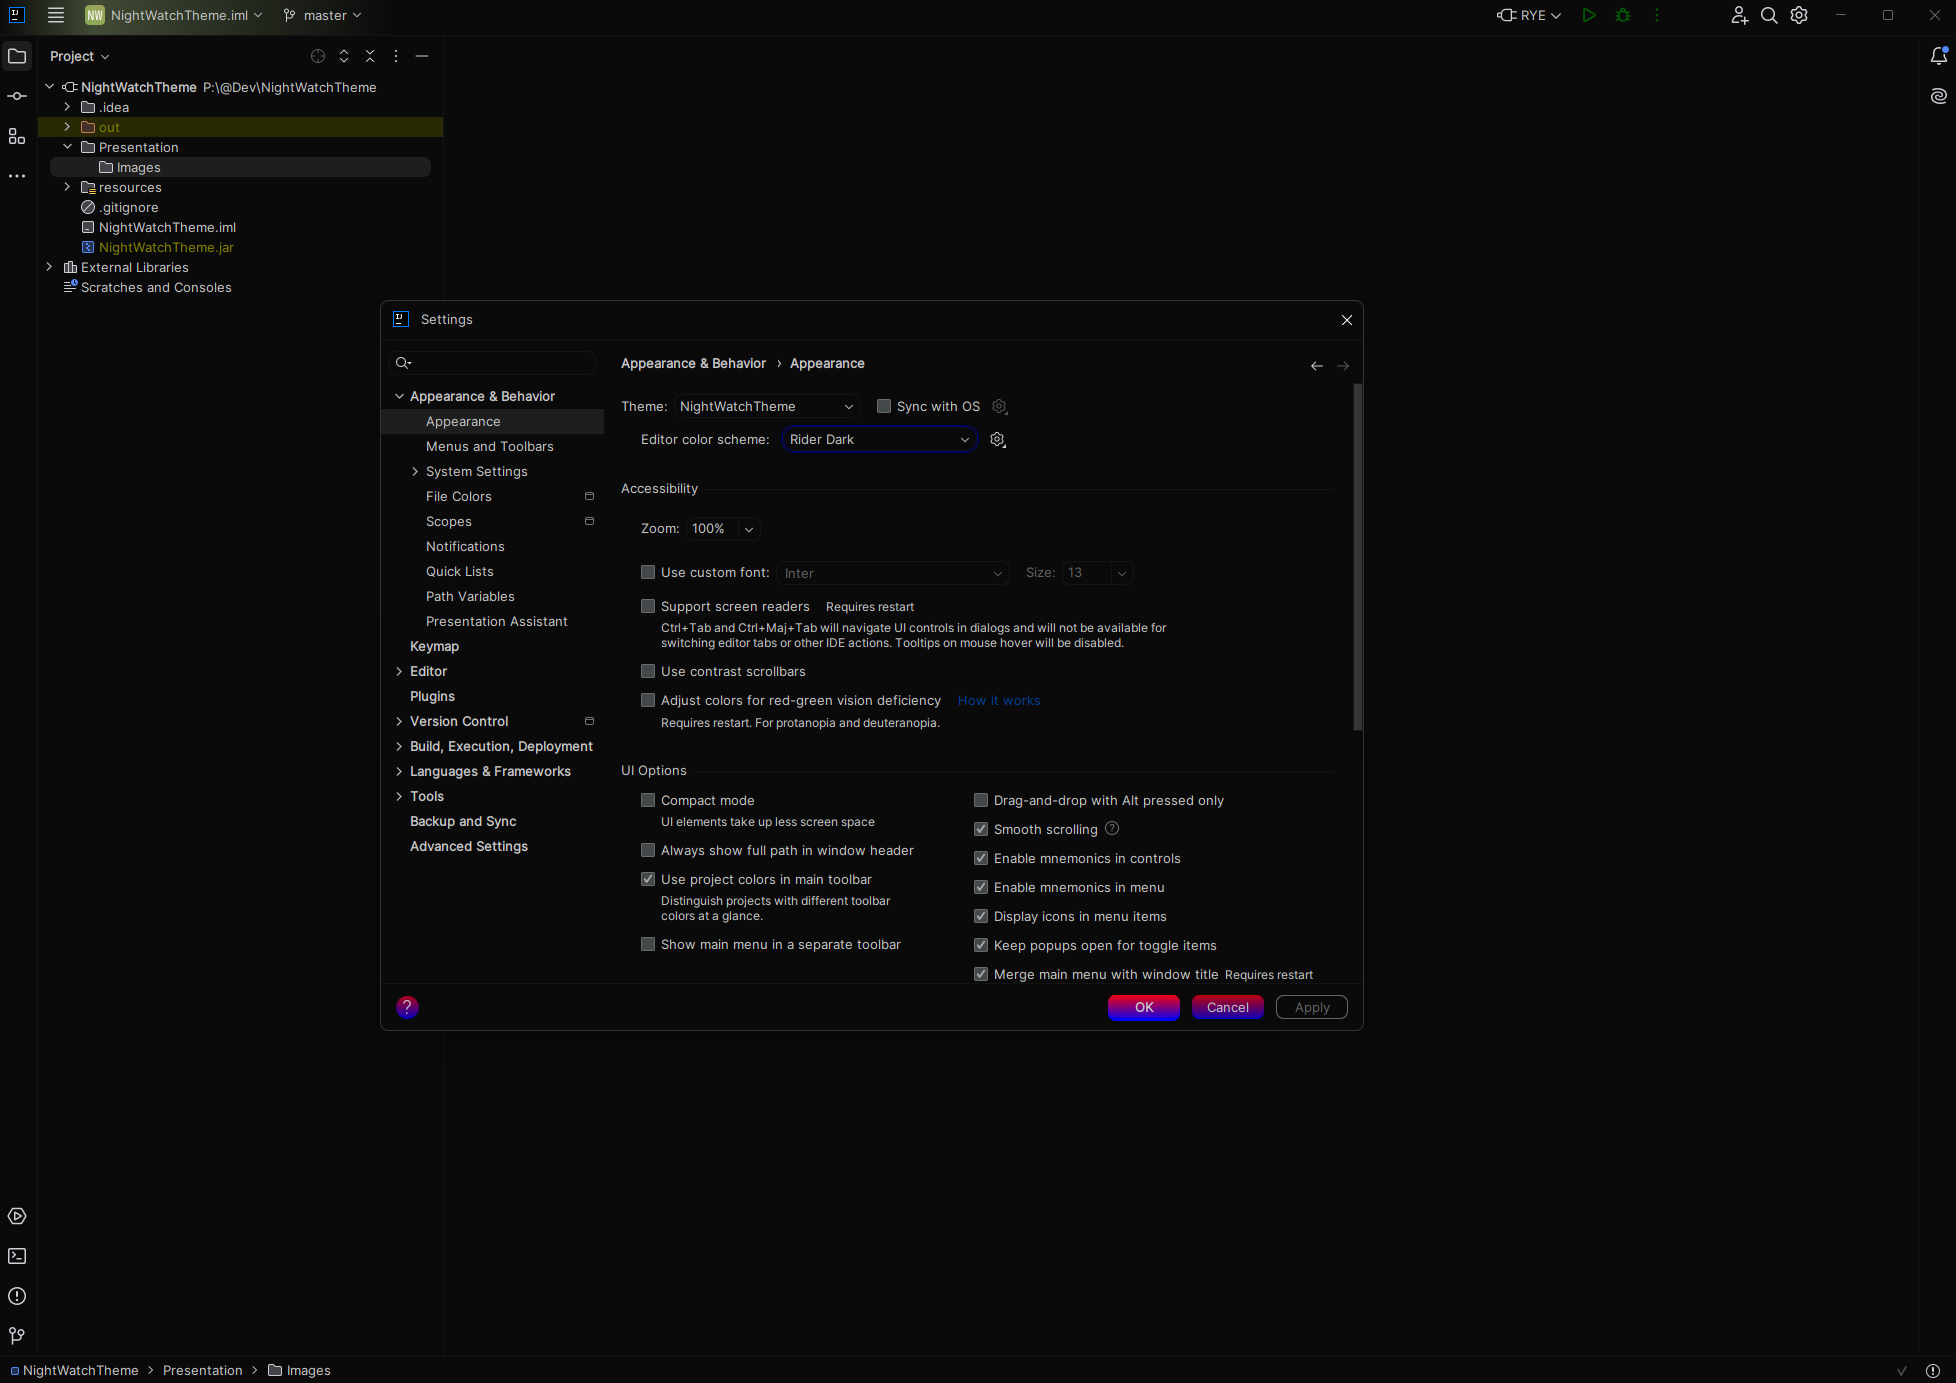 NW NightWatchTheme.iml master RYE
Project
NightWatchTheme P:\@Dev\NightWatchTheme
.idea
out
Presentation
Images
resources
.gitignore
NightWatchTheme.iml
NightWatchTheme.jar
External Libraries
Scratches and Consoles
Settings
Appearance & Behavior
Appearance
Menus and Toolbars
System Settings
File Colors
Scopes
Notifications
Quick Lists
Path Variables
Presentation Assistant
Keymap
Editor
Plugins
Version Control
Build, Execution, Deployment
Languages & Frameworks
Tools
Backup and Sync
Advanced Settings
Appearance & Behavior › Appearance
Theme: NightWatchTheme Sync with OS
Editor color scheme: Rider Dark
Accessibility
Zoom: 100%
Use custom font: Inter Size: 13
Support screen readers Requires restart
Ctrl+Tab and Ctrl+Maj+Tab will navigate UI controls in dialogs and will not be available for
switching editor tabs or other IDE actions. Tooltips on mouse hover will be disabled.
Use contrast scrollbars
Adjust colors for red-green vision deficiency How it works
Requires restart. For protanopia and deuteranopia.
UI Options
Compact mode
UI elements take up less screen space
Always show full path in window header
Use project colors in main toolbar
Distinguish projects with different toolbar
colors at a glance.
Show main menu in a separate toolbar
Drag-and-drop with Alt pressed only
Smooth scrolling ?
Enable mnemonics in controls
Enable mnemonics in menu
Display icons in menu items
Keep popups open for toggle items
Merge main menu with window title Requires restart
? OK Cancel Apply
NightWatchTheme > Presentation > Images